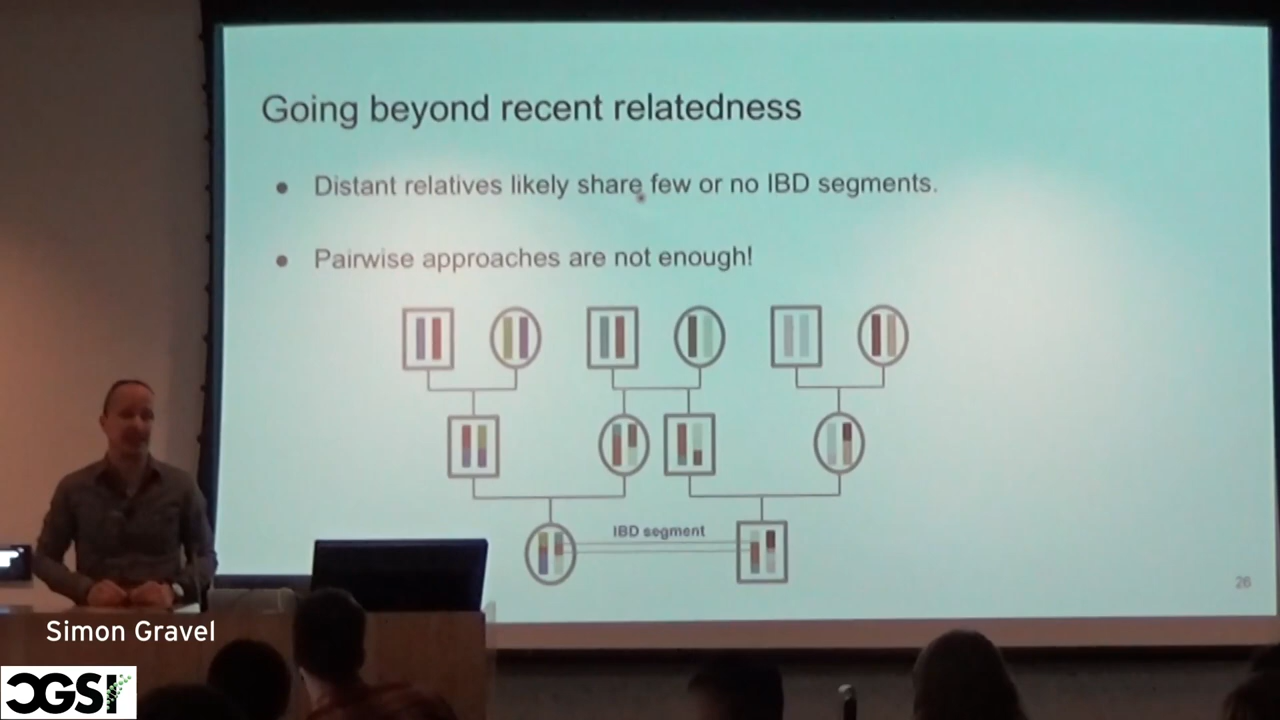 Going beyond recent relatedness
● Distant relatives likely share few or no IBD segments.
● Pairwise approaches are not enough!
IBD segment
26
Simon Gravel
CGSI